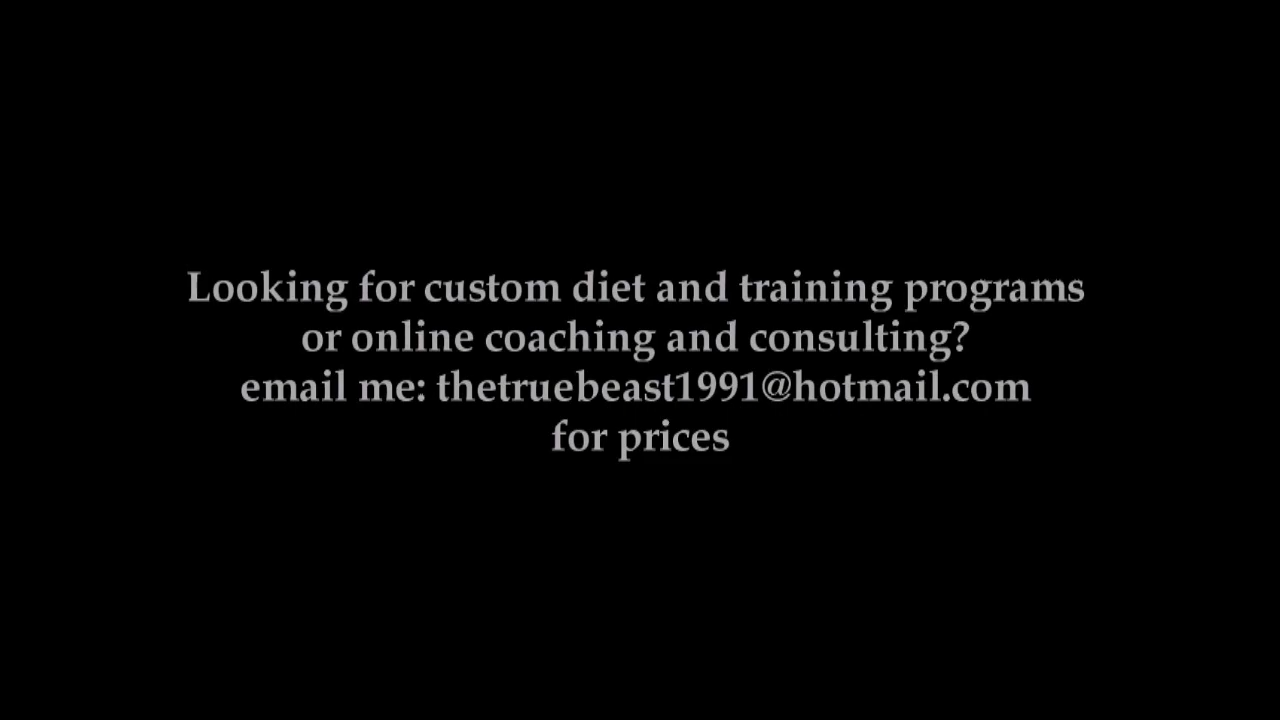 Looking for custom diet and training programs
or online coaching and consulting?
email me: thetruebeast1991@hotmail.com
for prices